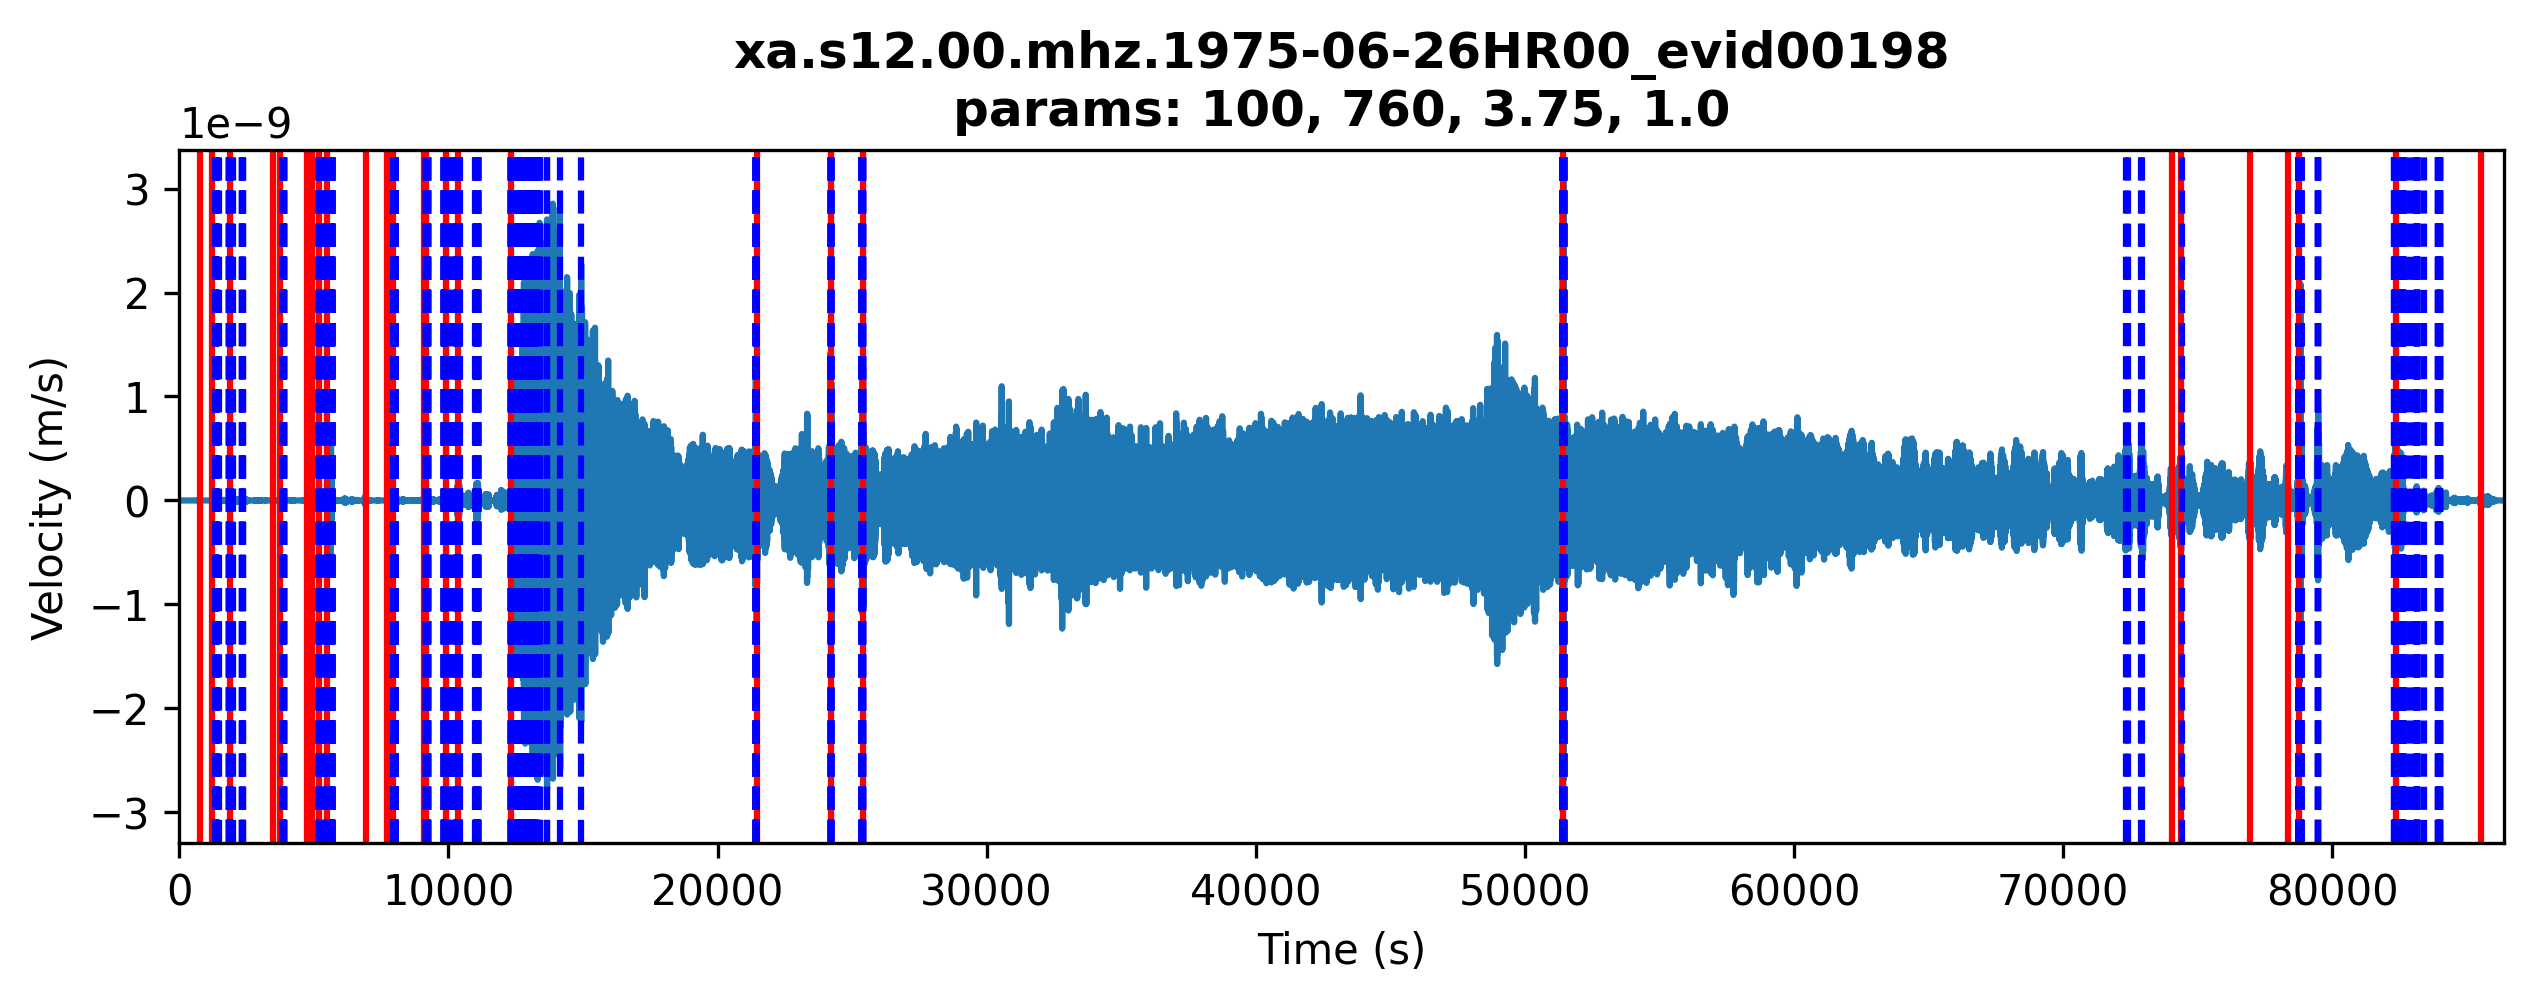 xa.s12.00.mhz.1975-06-26HR00_evid00198
params: 100, 760, 3.75, 1.0
1e−9
3
2
1
0
−1
−2
−3
Velocity (m/s)
0 10000 20000 30000 40000 50000 60000 70000 80000
Time (s)